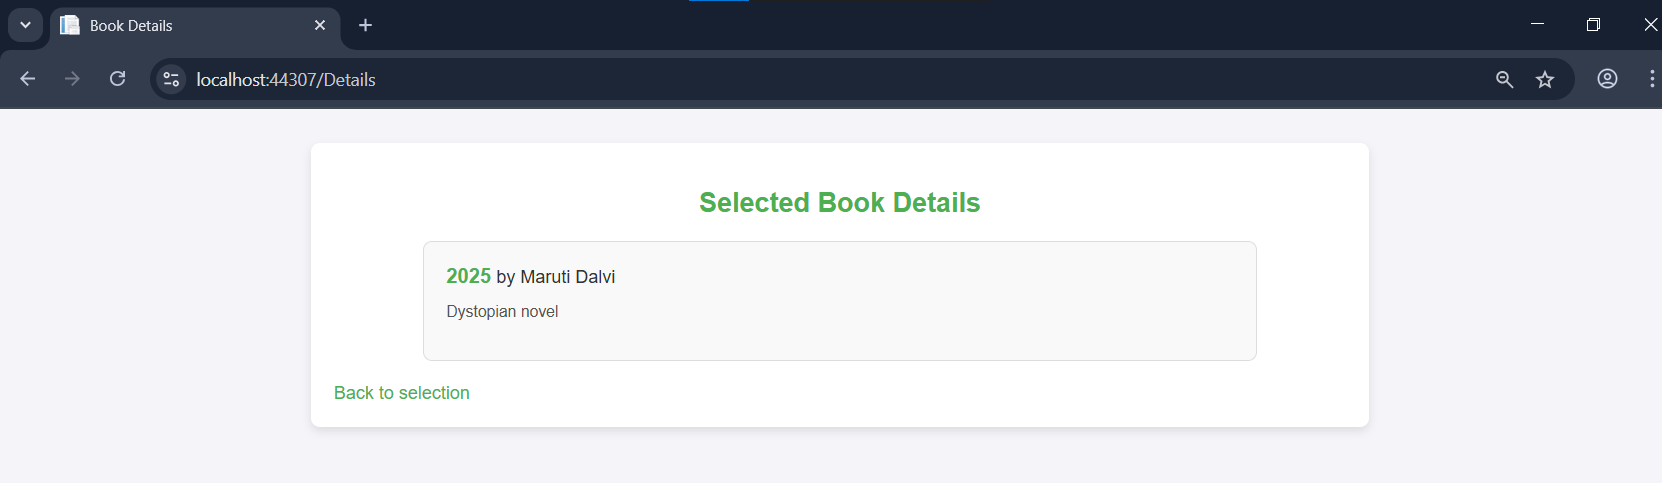 Book Details
localhost:44307/Details
Selected Book Details
2025 by Maruti Dalvi
Dystopian novel
Back to selection